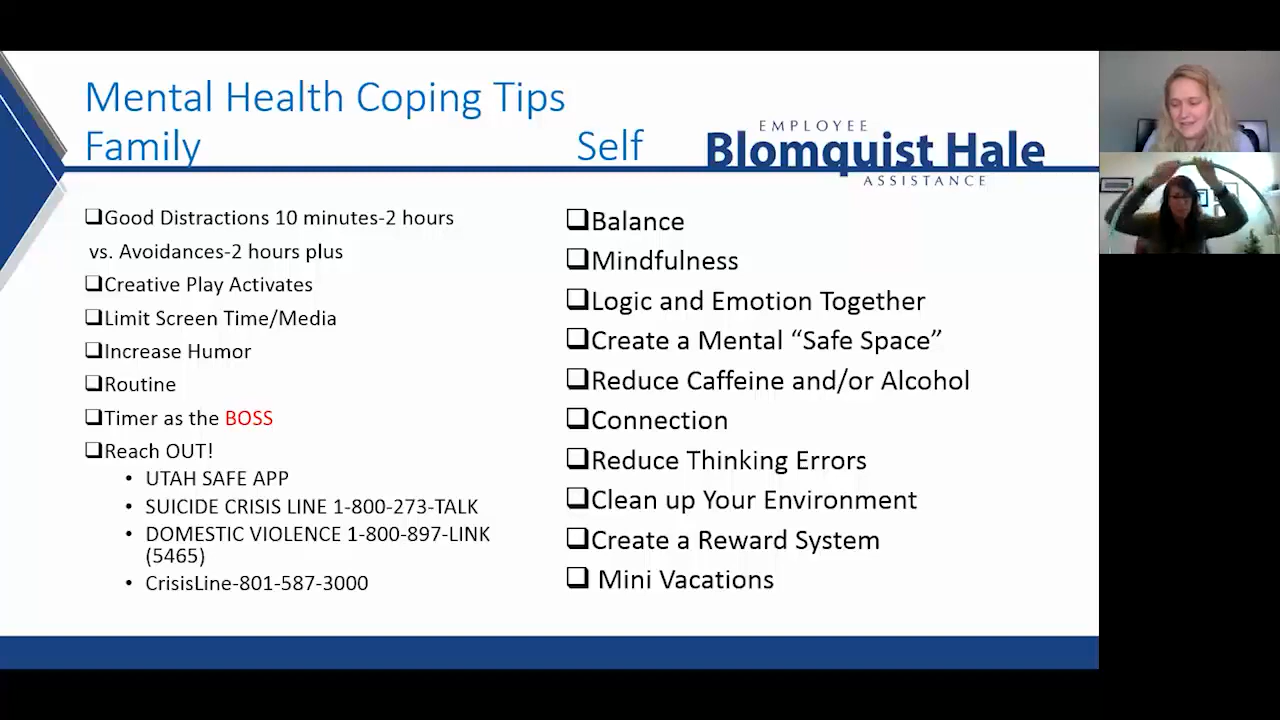 Mental Health Coping Tips
Family Self
EMPLOYEE
Blomquist Hale
ASSISTANCE
❑Good Distractions 10 minutes-2 hours
vs. Avoidances-2 hours plus
❑Creative Play Activates
❑Limit Screen Time/Media
❑Increase Humor
❑Routine
❑Timer as the BOSS
❑Reach OUT!
• UTAH SAFE APP
• SUICIDE CRISIS LINE 1-800-273-TALK
• DOMESTIC VIOLENCE 1-800-897-LINK
(5465)
• CrisisLine-801-587-3000
❑Balance
❑Mindfulness
❑Logic and Emotion Together
❑Create a Mental “Safe Space”
❑Reduce Caffeine and/or Alcohol
❑Connection
❑Reduce Thinking Errors
❑Clean up Your Environment
❑Create a Reward System
❑ Mini Vacations